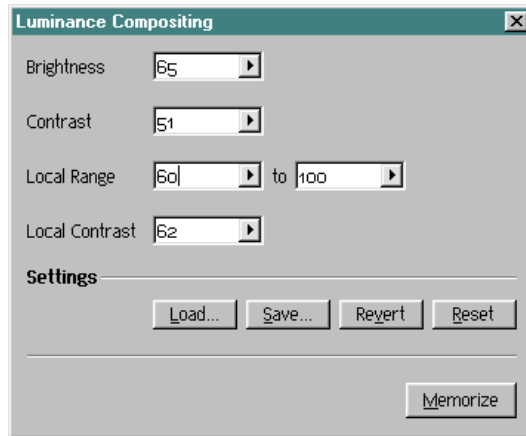 Luminance Compositing
Brightness 65
Contrast 51
Local Range 60 to 100
Local Contrast 62
Settings
Load... Save... Revert Reset
Memorize